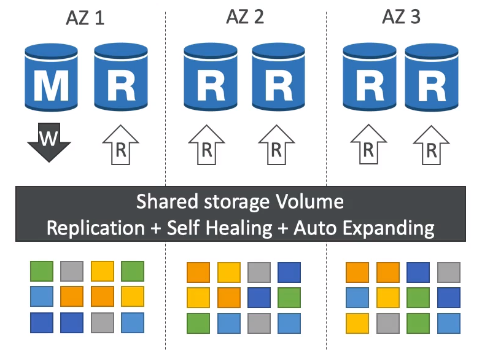 AZ 1 AZ 2 AZ 3
M R R R R R
W R R R R R
Shared storage Volume
Replication + Self Healing + Auto Expanding